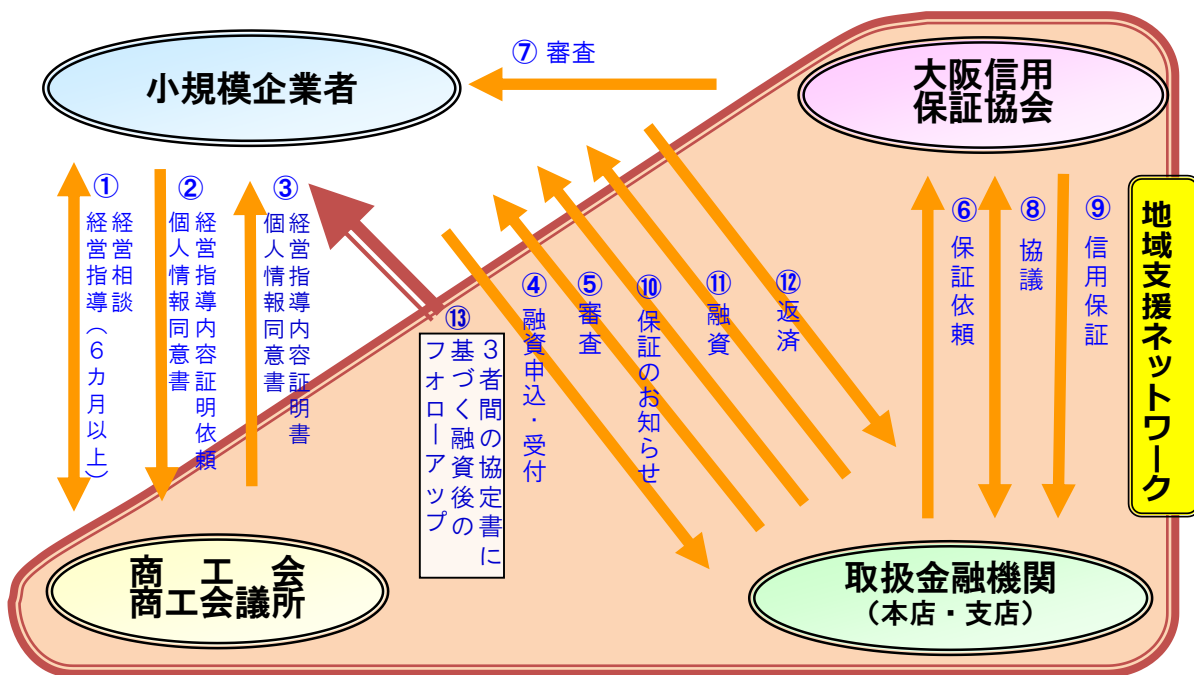 小規模企業者
⑦ 審査
大阪信用
保証協会
①
経営相談
経営指導(6カ月以上)
②
経営指導内容証明依頼
個人情報同意書
③
経営指導内容証明書
個人情報同意書
⑬
3者間の協定書に
基づく融資後の
フォローアップ
④
融資申込・受付
⑤
審査
⑩
保証のお知らせ
⑪
融資
⑫
返済
⑥
保証依頼
⑧
協議
⑨
信用保証
地域支援ネットワーク
商 工 会
商工会議所
取扱金融機関
(本店・支店)